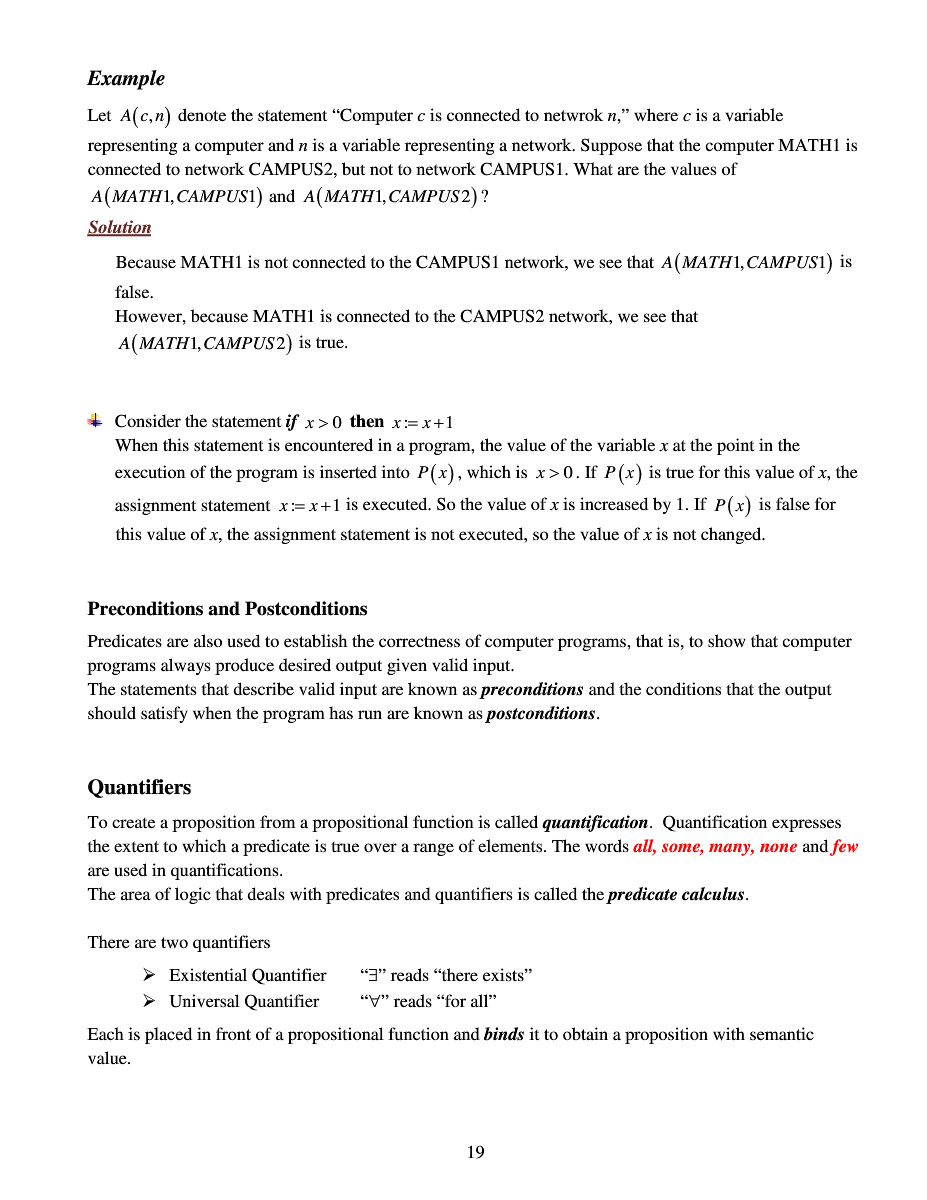 Example
Let A(c,n) denote the statement “Computer c is connected to netwrok n,” where c is a variable
representing a computer and n is a variable representing a network. Suppose that the computer MATH1 is
connected to network CAMPUS2, but not to network CAMPUS1. What are the values of
A(MATH1,CAMPUS1) and A(MATH1,CAMPUS2)?
Solution
Because MATH1 is not connected to the CAMPUS1 network, we see that A(MATH1,CAMPUS1) is
false.
However, because MATH1 is connected to the CAMPUS2 network, we see that
A(MATH1,CAMPUS2) is true.
Consider the statement if x > 0 then x := x + 1
When this statement is encountered in a program, the value of the variable x at the point in the
execution of the program is inserted into P(x), which is x > 0. If P(x) is true for this value of x, the
assignment statement x := x + 1 is executed. So the value of x is increased by 1. If P(x) is false for
this value of x, the assignment statement is not executed, so the value of x is not changed.
Preconditions and Postconditions
Predicates are also used to establish the correctness of computer programs, that is, to show that computer
programs always produce desired output given valid input.
The statements that describe valid input are known as preconditions and the conditions that the output
should satisfy when the program has run are known as postconditions.
Quantifiers
To create a proposition from a propositional function is called quantification. Quantification expresses
the extent to which a predicate is true over a range of elements. The words all, some, many, none and few
are used in quantifications.
The area of logic that deals with predicates and quantifiers is called the predicate calculus.
There are two quantifiers
➢ Existential Quantifier “∃” reads “there exists”
➢ Universal Quantifier “∀” reads “for all”
Each is placed in front of a propositional function and binds it to obtain a proposition with semantic
value.
19